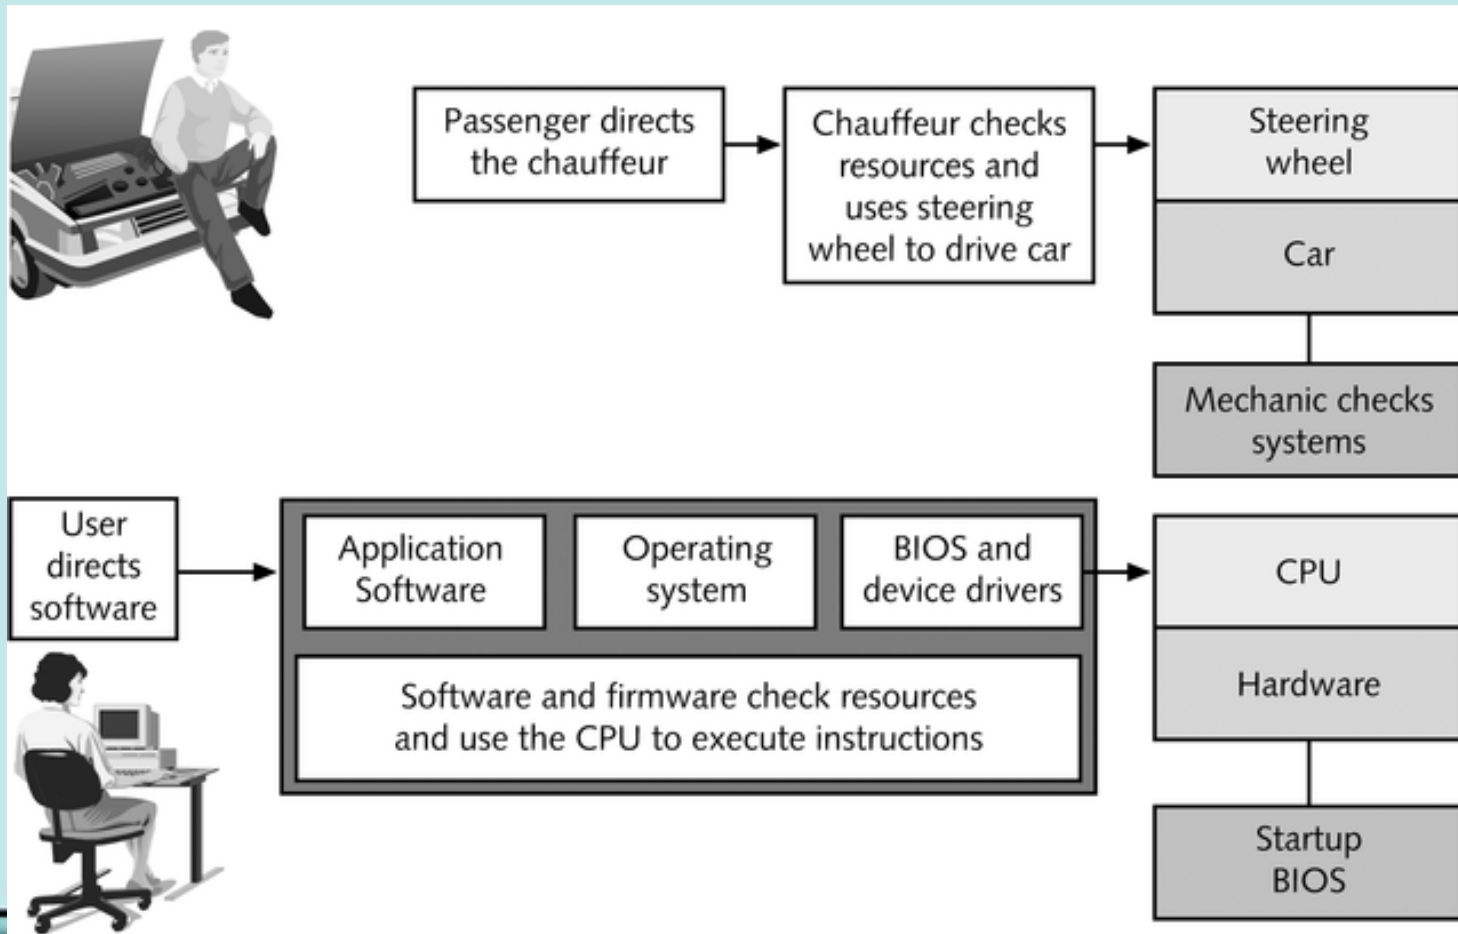 Passenger directs
the chauffeur
Chauffeur checks
resources and
uses steering
wheel to drive car
Steering
wheel
Car
Mechanic checks
systems
User
directs
software
Application
Software
Operating
system
BIOS and
device drivers
Software and firmware check resources
and use the CPU to execute instructions
CPU
Hardware
Startup
BIOS